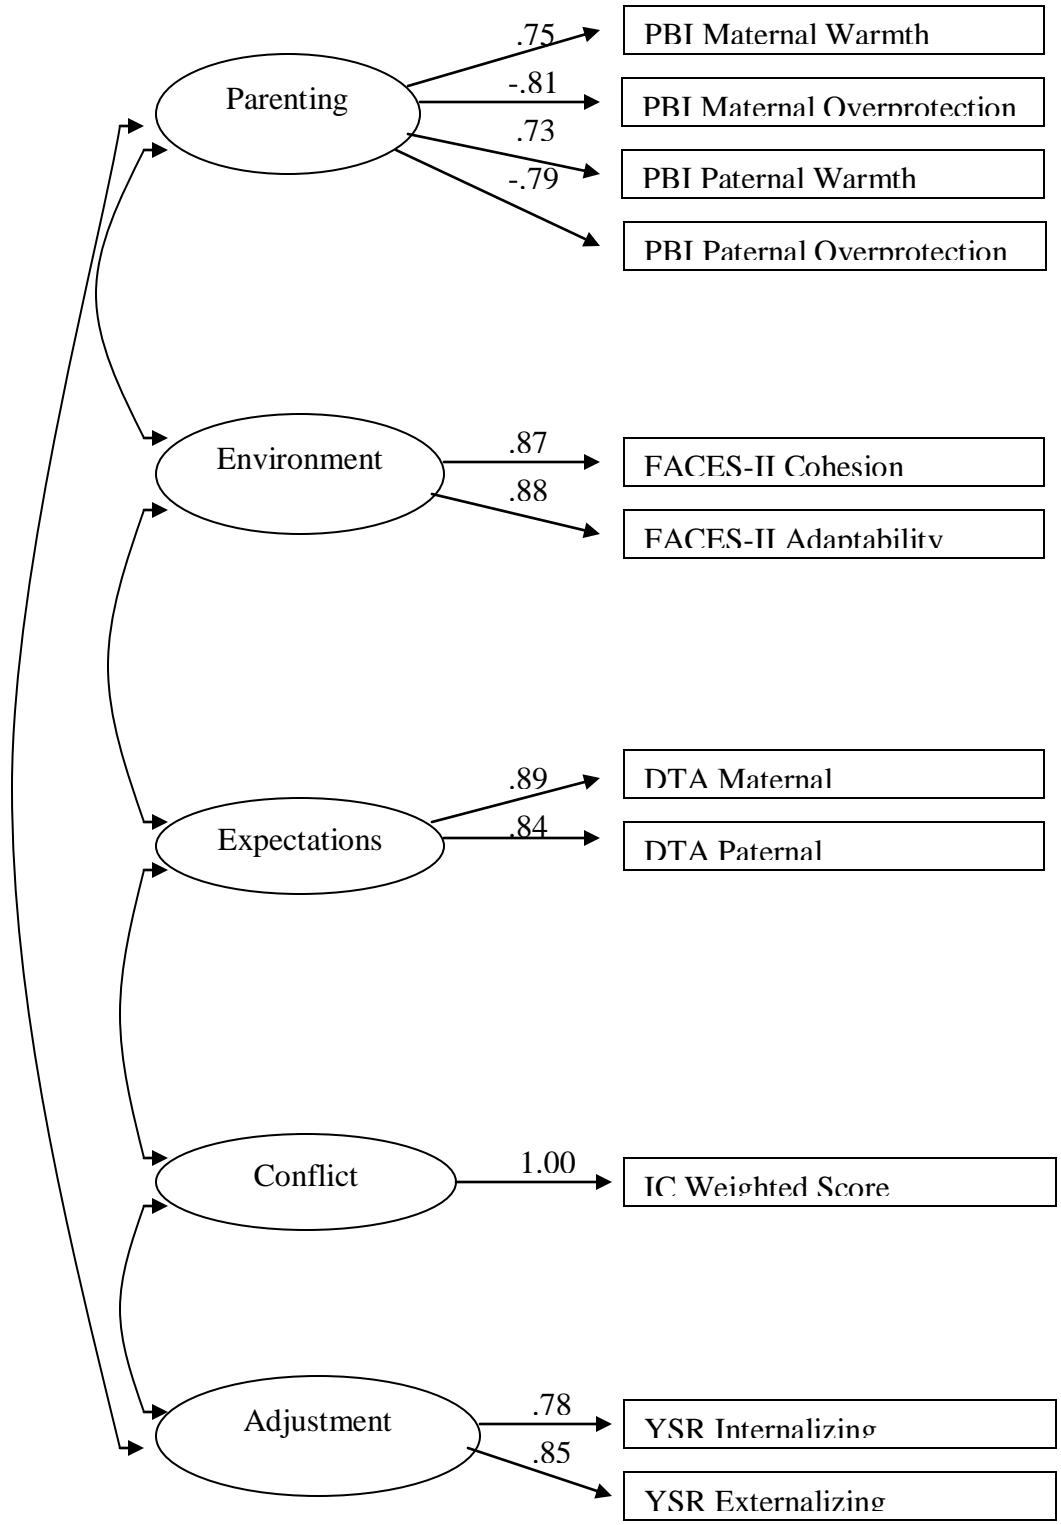 .75
PBI Maternal Warmth
Parenting
-.81
PBI Maternal Overprotection
.73
PBI Paternal Warmth
-.79
PBI Paternal Overprotection
Environment
.87
FACES-II Cohesion
.88
FACES-II Adaptability
.89
DTA Maternal
Expectations
.84
DTA Paternal
Conflict
1.00
IC Weighted Score
Adjustment
.78
YSR Internalizing
.85
YSR Externalizing